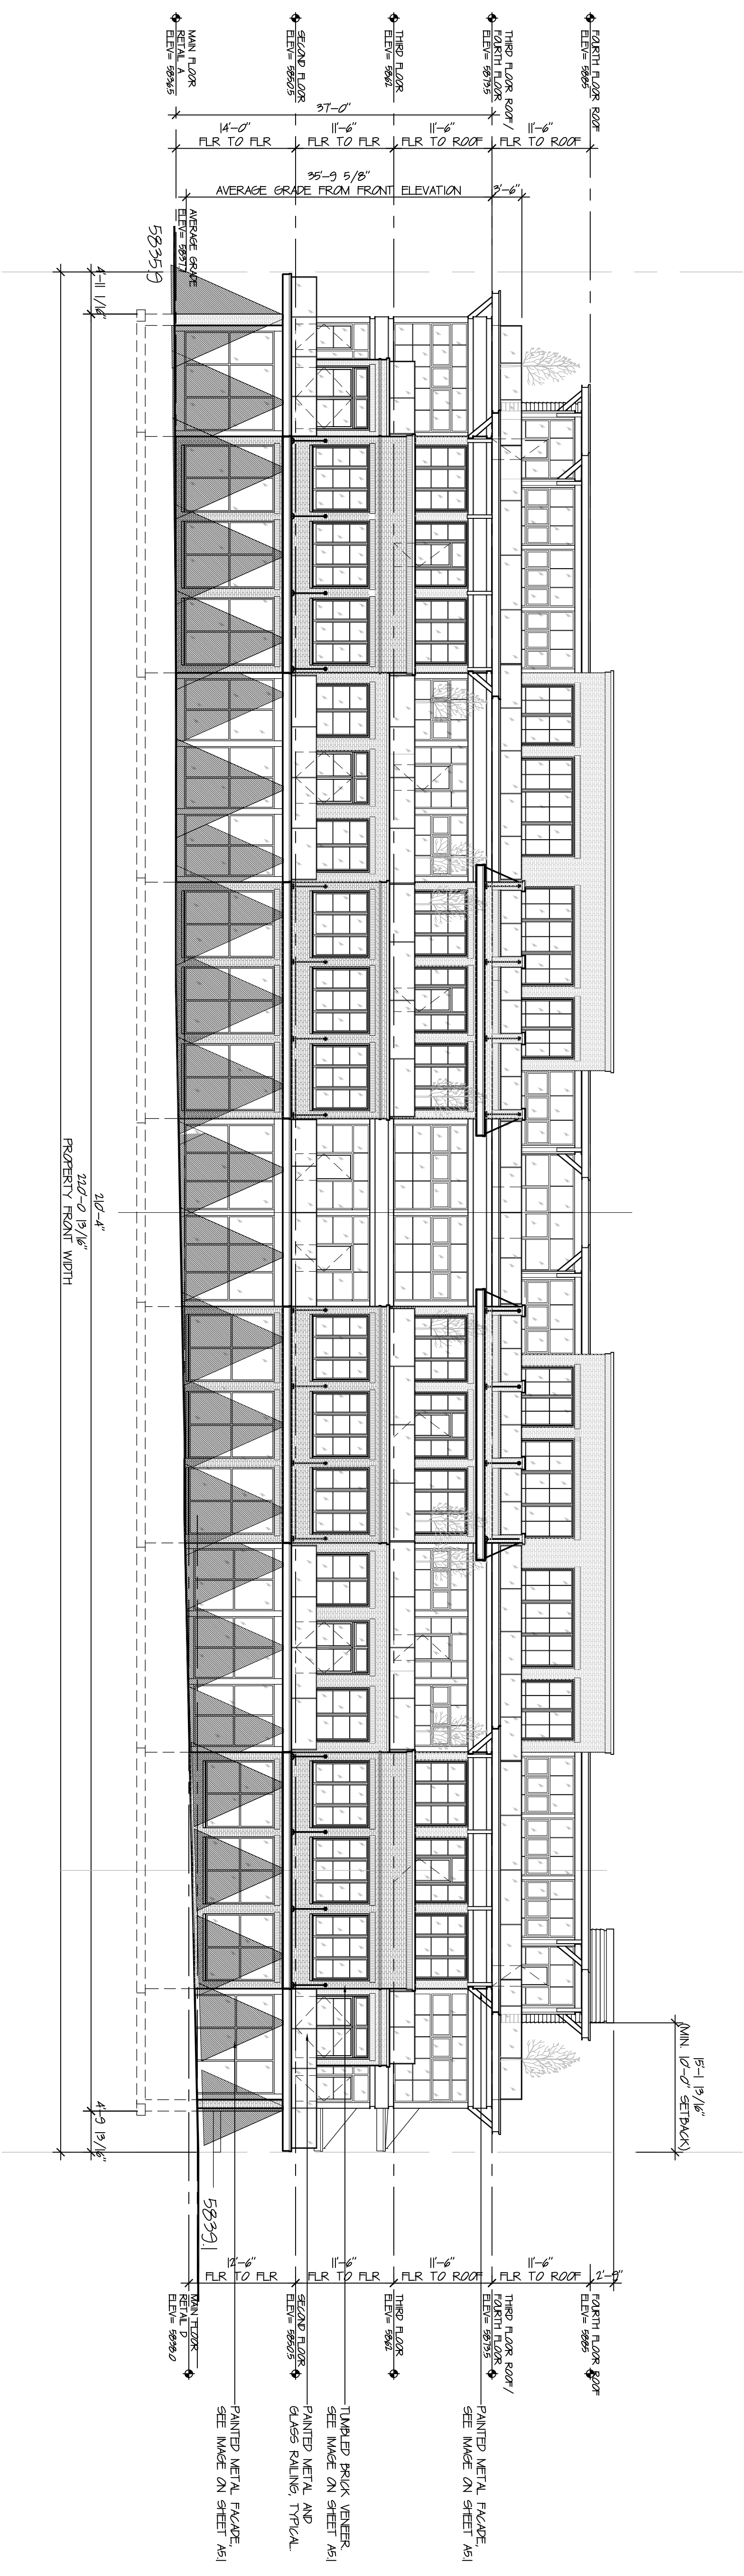 FOURTH FLOOR ROOF
ELEV= 5885
THIRD FLOOR ROOF/
FOURTH FLOOR
ELEV= 5873.5
THIRD FLOOR
ELEV= 5862
SECOND FLOOR
ELEV= 5850.5
MAIN FLOOR
RETAIL A
ELEV= 5836.5
37'-0"
11'-6"
FLR TO ROOF
11'-6"
FLR TO ROOF
11'-6"
FLR TO FLR
14'-0"
FLR TO FLR
3'-6"
35'-9 5/8"
AVERAGE GRADE FROM FRONT ELEVATION
AVERAGE GRADE
5835.9
4'-11 1/16"
210'-4"
220'-0 13/16"
PROPERTY FRONT WIDTH
15'-1 13/16"
(MIN. 10'-0" SETBACK)
4'-9 13/16"
5839.1
2'-9"
11'-6"
FLR TO ROOF
11'-6"
FLR TO ROOF
11'-6"
FLR TO FLR
12'-6"
FLR TO FLR
FOURTH FLOOR ROOF
ELEV= 5885
THIRD FLOOR ROOF/
FOURTH FLOOR
ELEV= 5873.5
THIRD FLOOR
ELEV= 5862
SECOND FLOOR
ELEV= 5850.5
MAIN FLOOR
RETAIL D
ELEV= 5838.0
PAINTED METAL FACADE,
SEE IMAGE ON SHEET A5.1
TUMBLED BRICK VENEER.
SEE IMAGE ON SHEET A5.1
PAINTED METAL AND
GLASS RAILING, TYPICAL.
PAINTED METAL FACADE,
SEE IMAGE ON SHEET A5.1